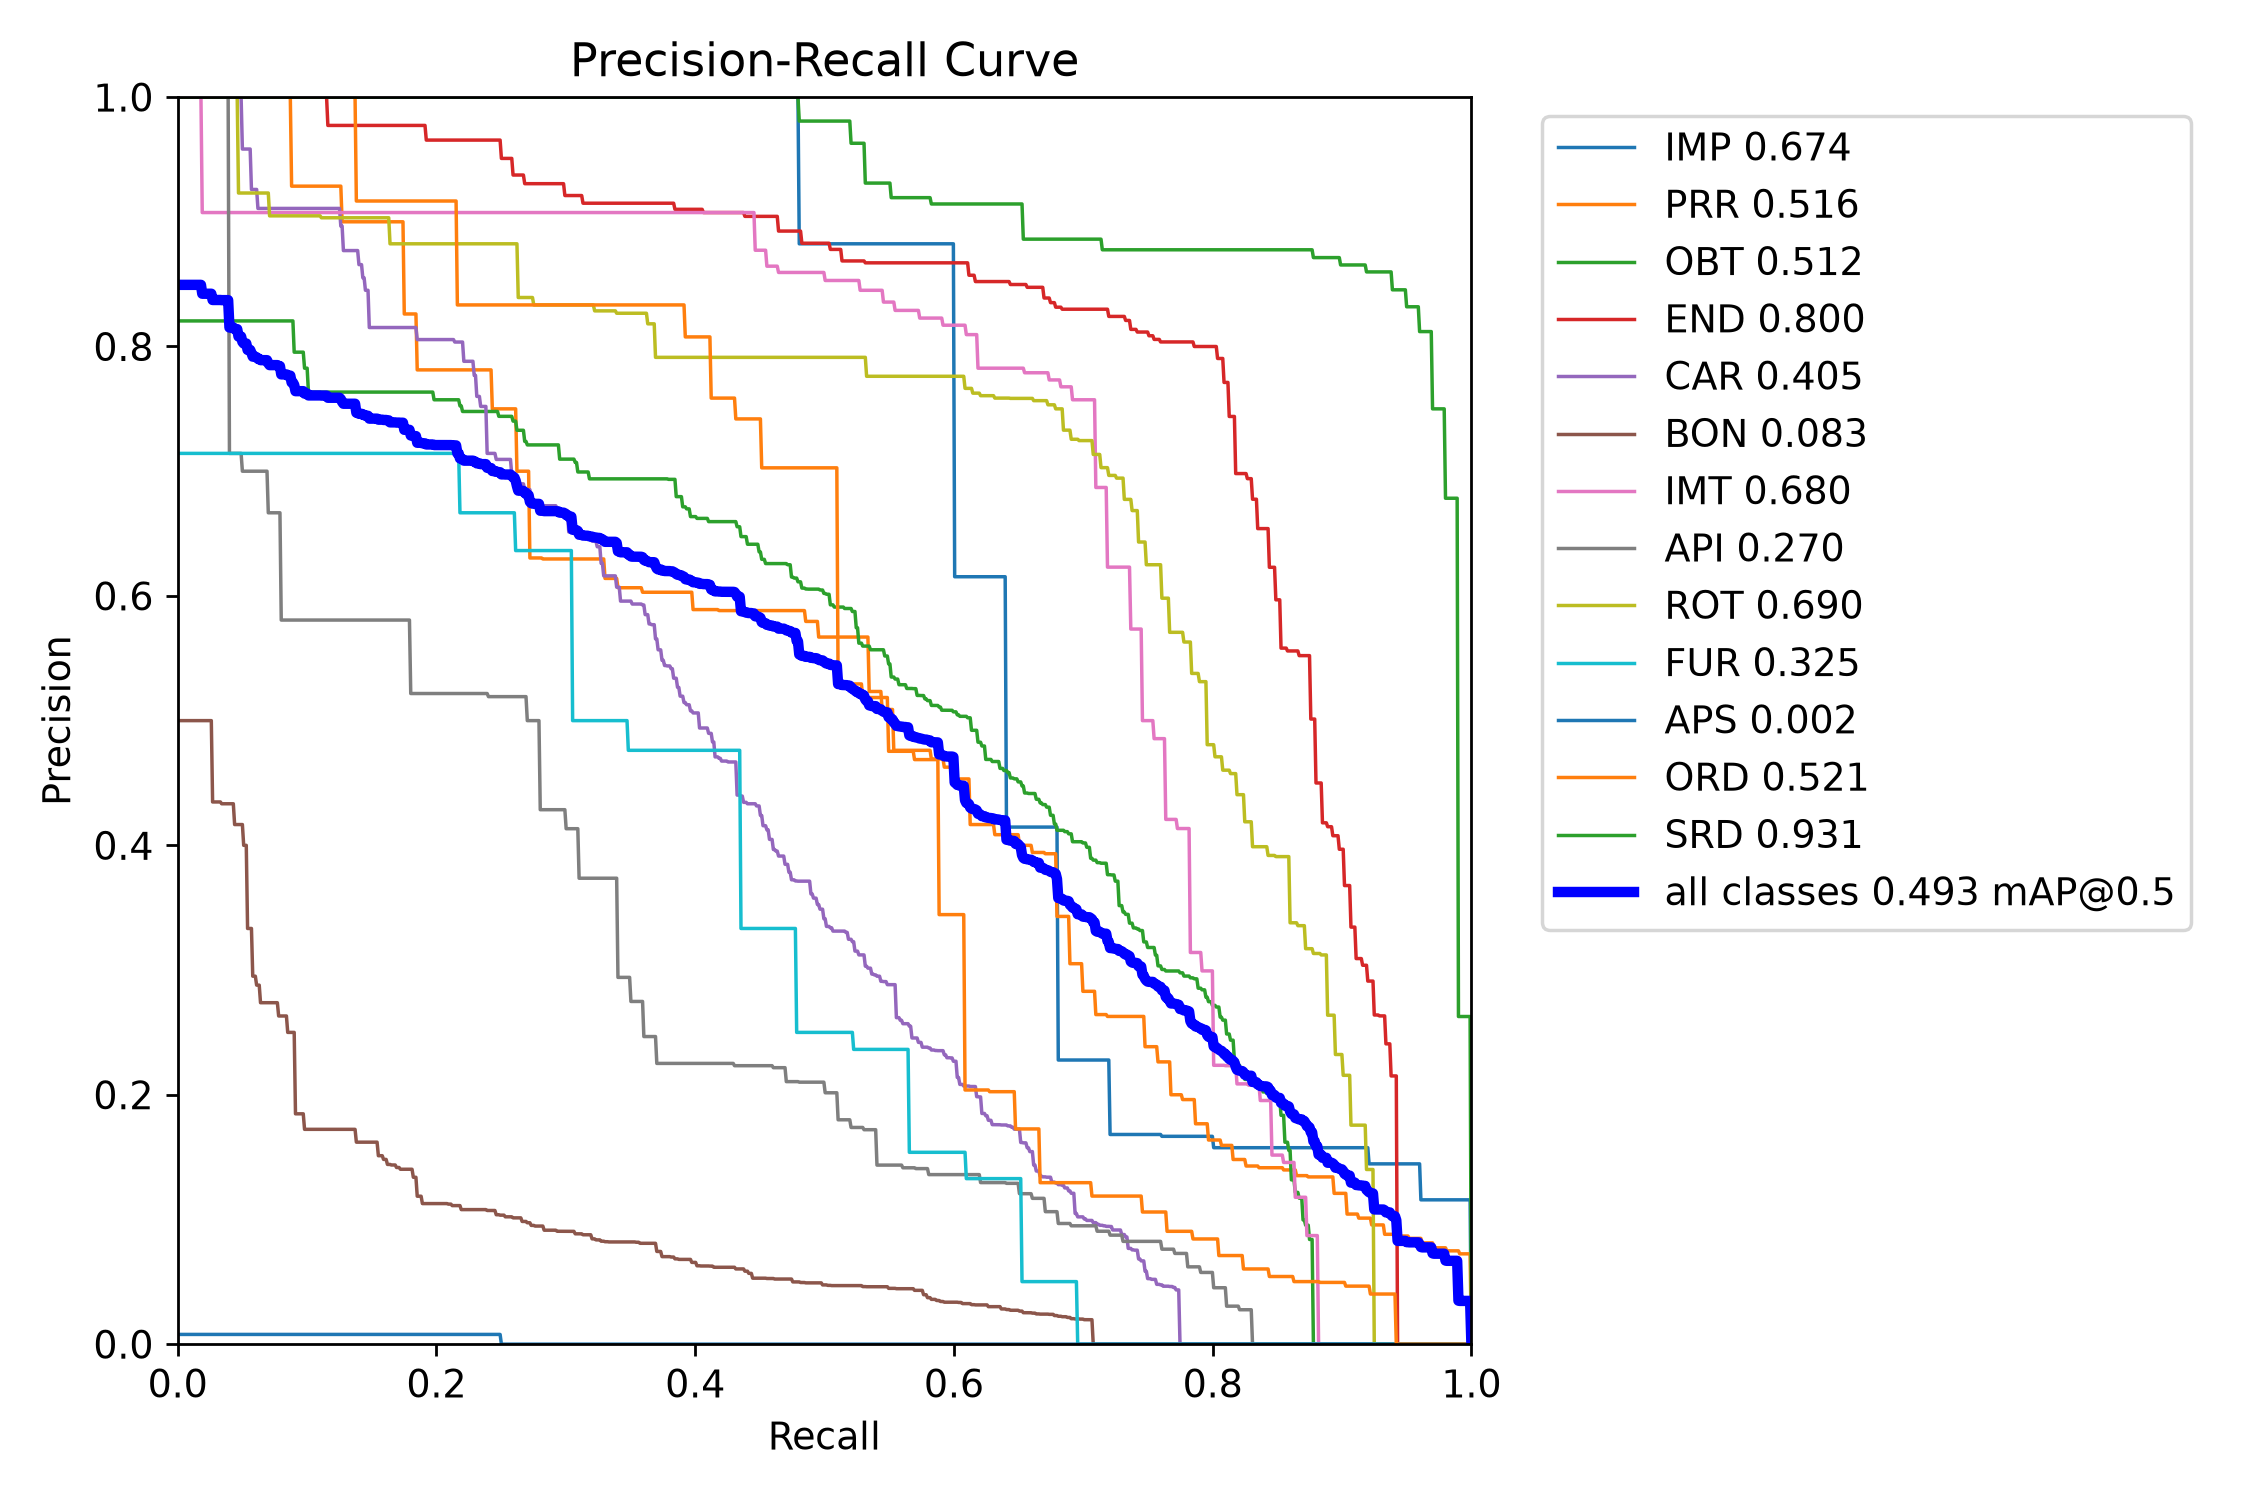 Precision-Recall Curve
1.0
0.8
0.6
0.4
0.2
0.0
Precision
0.0 0.2 0.4 0.6 0.8 1.0
Recall
IMP 0.674
PRR 0.516
OBT 0.512
END 0.800
CAR 0.405
BON 0.083
IMT 0.680
API 0.270
ROT 0.690
FUR 0.325
APS 0.002
ORD 0.521
SRD 0.931
all classes 0.493 mAP@0.5